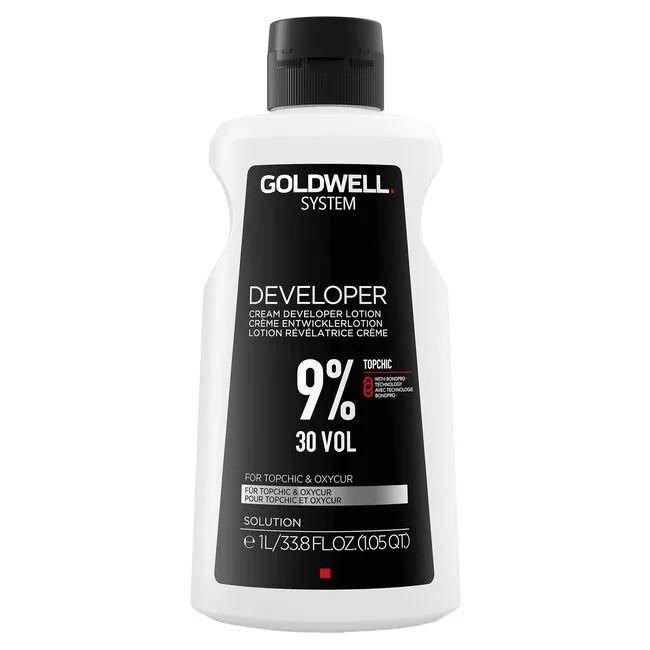 GOLDWELL.
SYSTEM
DEVELOPER
CREAM DEVELOPER LOTION
CRÈME ENTWICKLERLOTION
LOTION RÉVÉLATRICE CRÈME
9%
30 VOL
TOPCHIC
WITH BONDPRO+
TECHNOLOGY
AVEC TECHNOLOGIE
BONDPRO+
FOR TOPCHIC & OXYCUR
FÜR TOPCHIC & OXYCUR
POUR TOPCHIC ET OXYCUR
SOLUTION
℮ 1L/33.8 FL.OZ.(1.05 QT.)